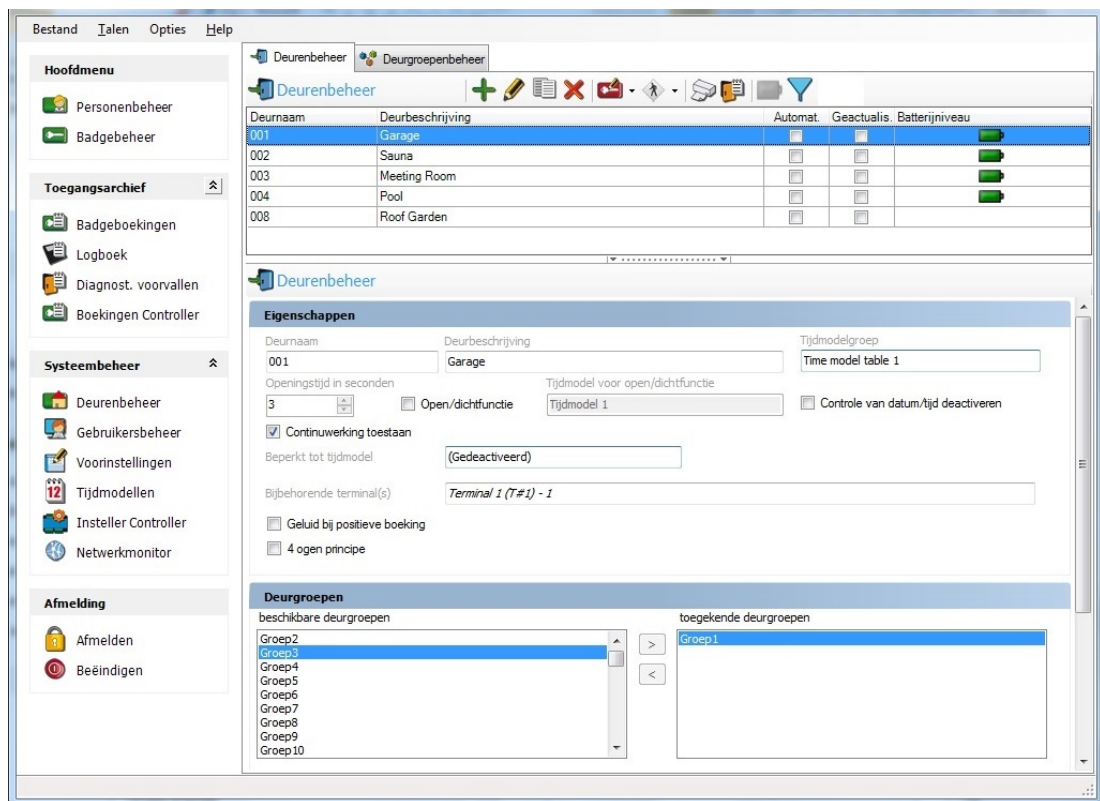 Bestand Talen Opties Help
Hoofdmenu
Personenbeheer
Badgebeheer
Toegangsarchief
Badgeboekingen
Logboek
Diagnost. voorvallen
Boekingen Controller
Systeembeheer
Deurenbeheer
Gebruikersbeheer
Voorinstellingen
12 Tijdmodellen
Insteller Controller
Netwerkmonitor
Afmelding
Afmelden
Beëindigen
Deurenbeheer Deurgroepenbeheer
Deurenbeheer
Deurnaam Deurbeschrijving Automat. Geactualis. Batterijniveau
001 Garage
002 Sauna
003 Meeting Room
004 Pool
008 Roof Garden
Deurenbeheer
Eigenschappen
Deurnaam Deurbeschrijving Tijdmodelgroep
001 Garage Time model table 1
Openingstijd in seconden Tijdmodel voor open/dichtfunctie
3 Open/dichtfunctie Tijdmodel 1 Controle van datum/tijd deactiveren
Continuwerking toestaan
Beperkt tot tijdmodel (Gedeactiveerd)
Bijbehorende terminal(s) Terminal 1 (T#1) - 1
Geluid bij positieve boeking
4 ogen principe
Deurgroepen
beschikbare deurgroepen toegekende deurgroepen
Groep2 > Groep1
Groep3
Groep4 <
Groep5
Groep6
Groep7
Groep8
Groep9
Groep10